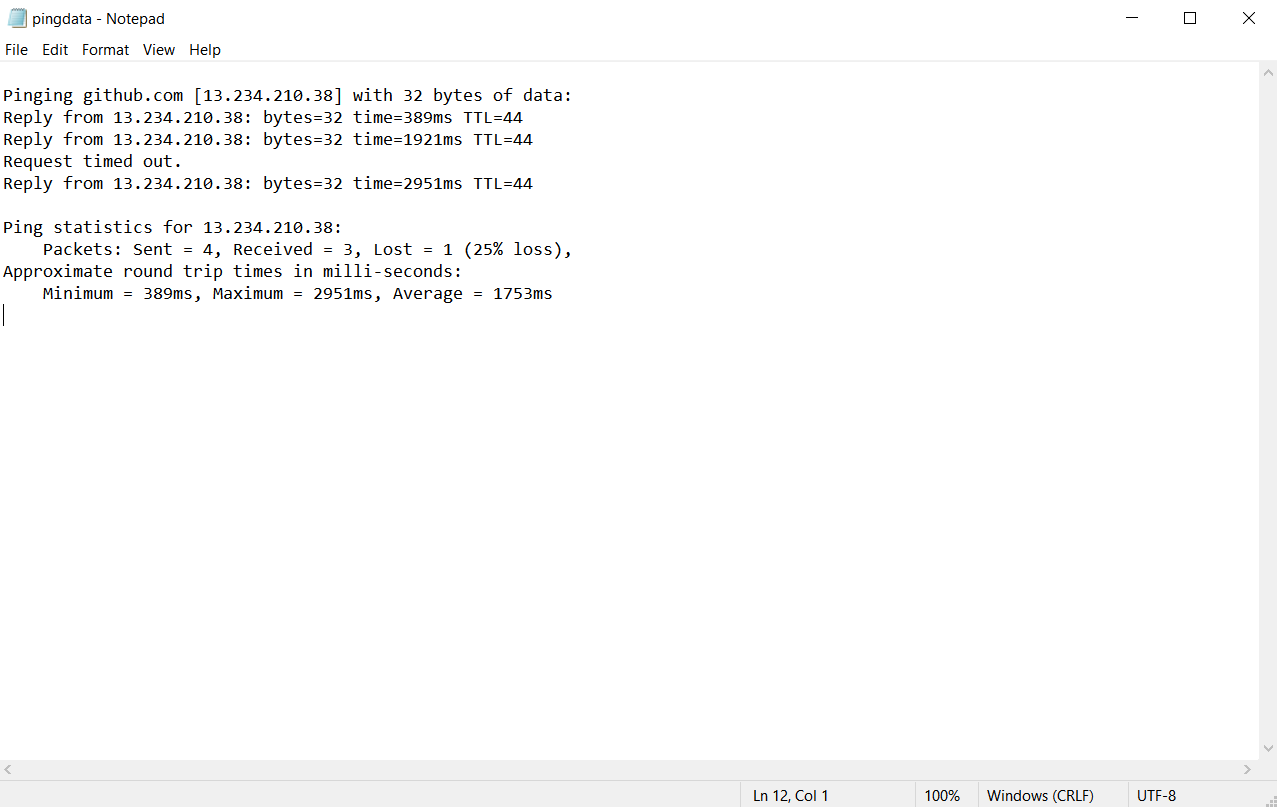 pingdata - Notepad
File Edit Format View Help
Pinging github.com [13.234.210.38] with 32 bytes of data:
Reply from 13.234.210.38: bytes=32 time=389ms TTL=44
Reply from 13.234.210.38: bytes=32 time=1921ms TTL=44
Request timed out.
Reply from 13.234.210.38: bytes=32 time=2951ms TTL=44
Ping statistics for 13.234.210.38:
    Packets: Sent = 4, Received = 3, Lost = 1 (25% loss),
Approximate round trip times in milli-seconds:
    Minimum = 389ms, Maximum = 2951ms, Average = 1753ms
Ln 12, Col 1 100% Windows (CRLF) UTF-8